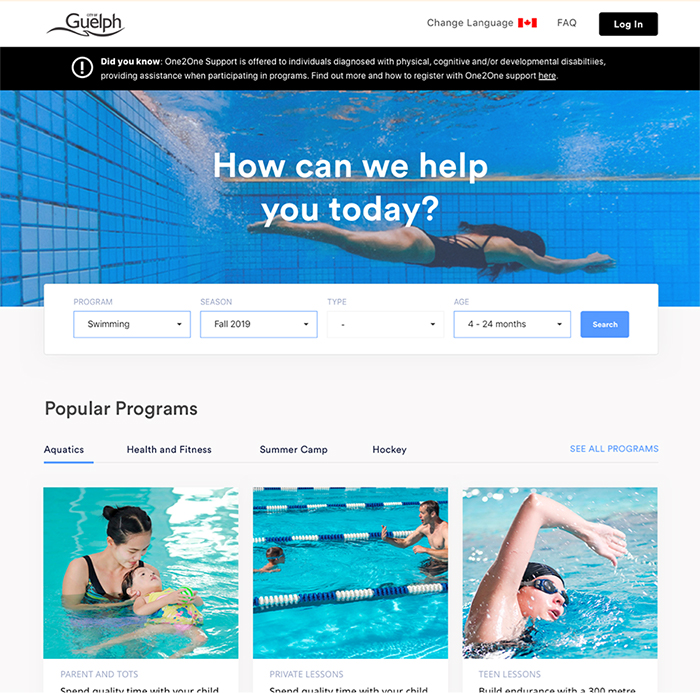 CITY OF
Guelph
Change Language
FAQ
Log In
Did you know: One2One Support is offered to individuals diagnosed with physical, cognitive and/or developmental disabiltiies,
providing assistance when participating in programs. Find out more and how to register with One2One support here.
How can we help
you today?
PROGRAM
SEASON
TYPE
AGE
Swimming
Fall 2019
-
4 - 24 months
Search
Popular Programs
Aquatics
Health and Fitness
Summer Camp
Hockey
SEE ALL PROGRAMS
PARENT AND TOTS
Spend quality time with your child
PRIVATE LESSONS
Spend quality time with your child
TEEN LESSONS
Build endurance with a 300 metre